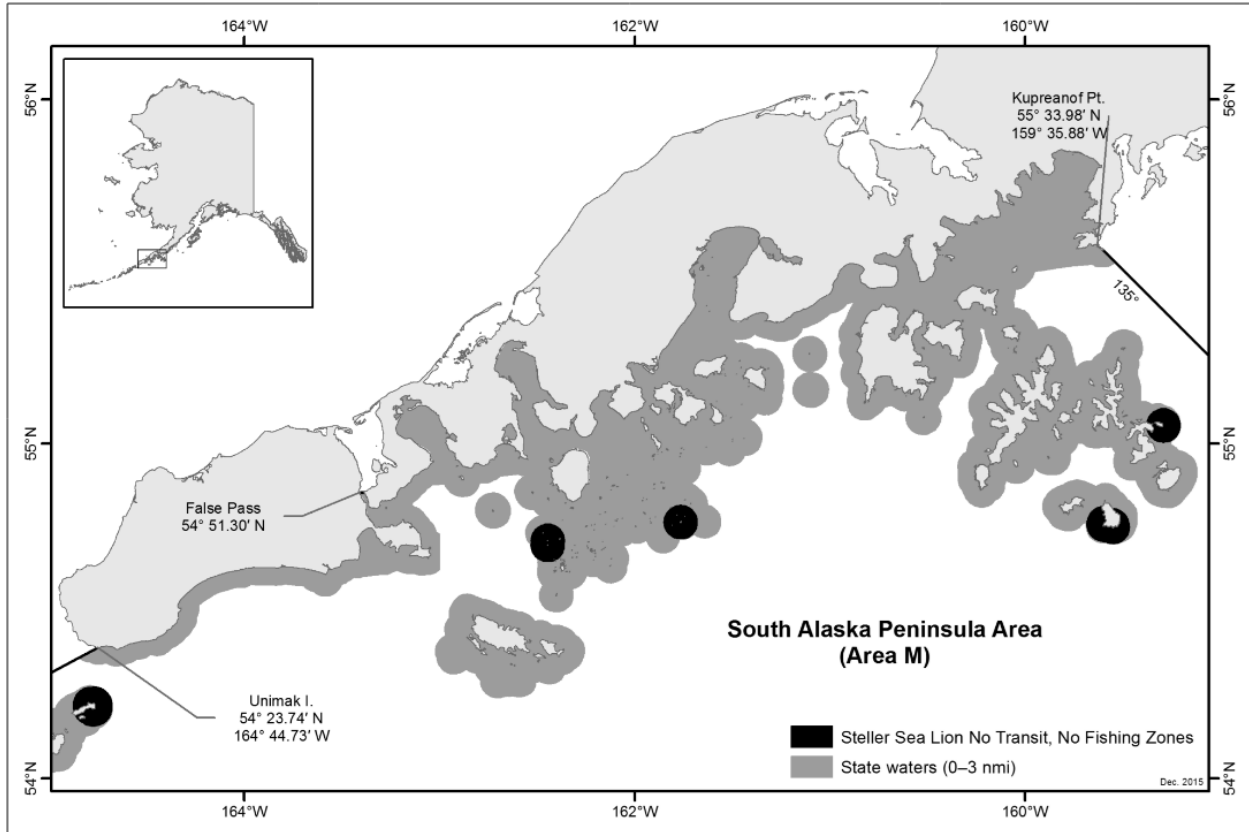 164°W
162°W
160°W
56°N
56°N
Kupreanof Pt.
55° 33.98' N
159° 35.88' W
135°
55°N
55°N
False Pass
54° 51.30' N
South Alaska Peninsula Area
(Area M)
Unimak I.
54° 23.74' N
164° 44.73' W
Steller Sea Lion No Transit, No Fishing Zones
State waters (0–3 nmi)
Dec. 2015
54°N
54°N
164°W
162°W
160°W